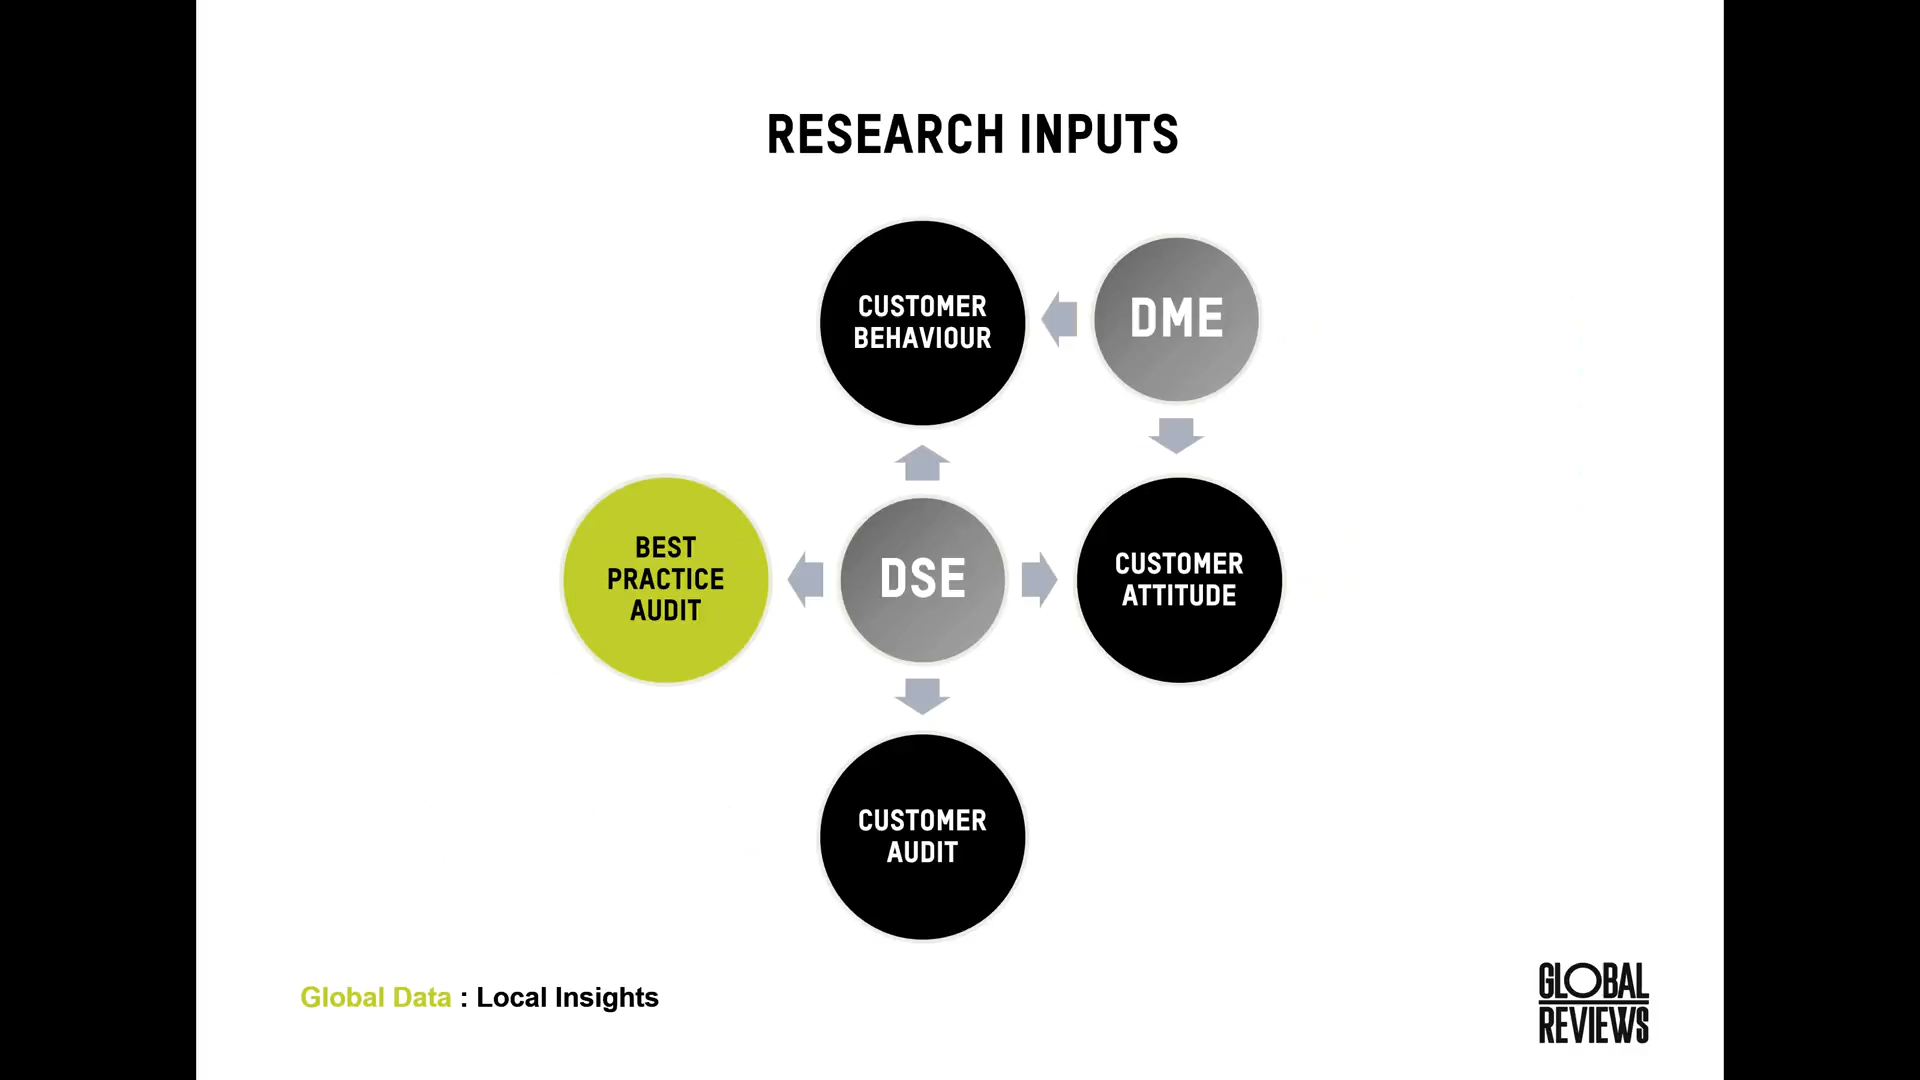 RESEARCH INPUTS
CUSTOMER
BEHAVIOUR
DME
BEST
PRACTICE
AUDIT
DSE
CUSTOMER
ATTITUDE
CUSTOMER
AUDIT
Global Data : Local Insights
GLOBAL
REVIEWS